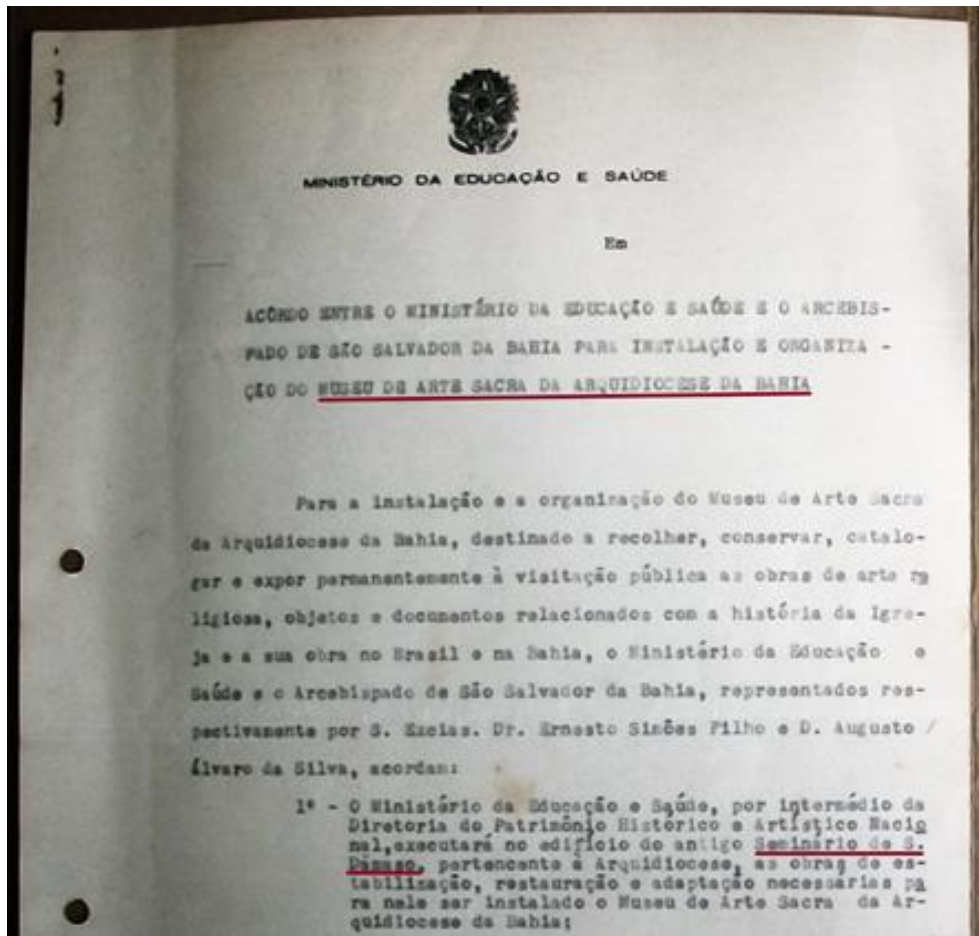 MINISTÉRIO DA EDUCAÇÃO E SAÚDE
Em
ACÔRDO ENTRE O MINISTÉRIO DA EDUCAÇÃO E SAÚDE E O ARCEBIS-
PADO DE SÃO SALVADOR DA BAHIA PARA INSTALAÇÃO E ORGANIZA -
ÇÃO DO MUSEU DE ARTE SACRA DA ARQUIDIOCESE DA BAHIA
Para a instalação e a organização do Museu de Arte Sacra
da Arquidiocese da Bahia, destinado a recolher, conservar, catalo-
gar e expor permanentemente à visitação pública as obras de arte re
ligiosa, objetos e documentos relacionados com a história da Igre-
ja e a sua obra no Brasil e na Bahia, o Ministério da Educação e
Saúde e o Arcebispado de São Salvador da Bahia, representados res-
pectivamente por S. Excias. Dr. Ernesto Simões Filho e D. Augusto /
Álvaro da Silva, acordam:
1º - O Ministério da Educação e Saúde, por intermédio da
Diretoria do Patrimônio Histórico e Artístico Nacio
nal, executará no edifício do antigo Seminário de S.
Dâmaso, pertencente à Arquidiocese, as obras de es-
tabilização, restauração e adaptação necessárias pa
ra nele ser instalado o Museu de Arte Sacra da Ar-
quidiocese da Bahia;